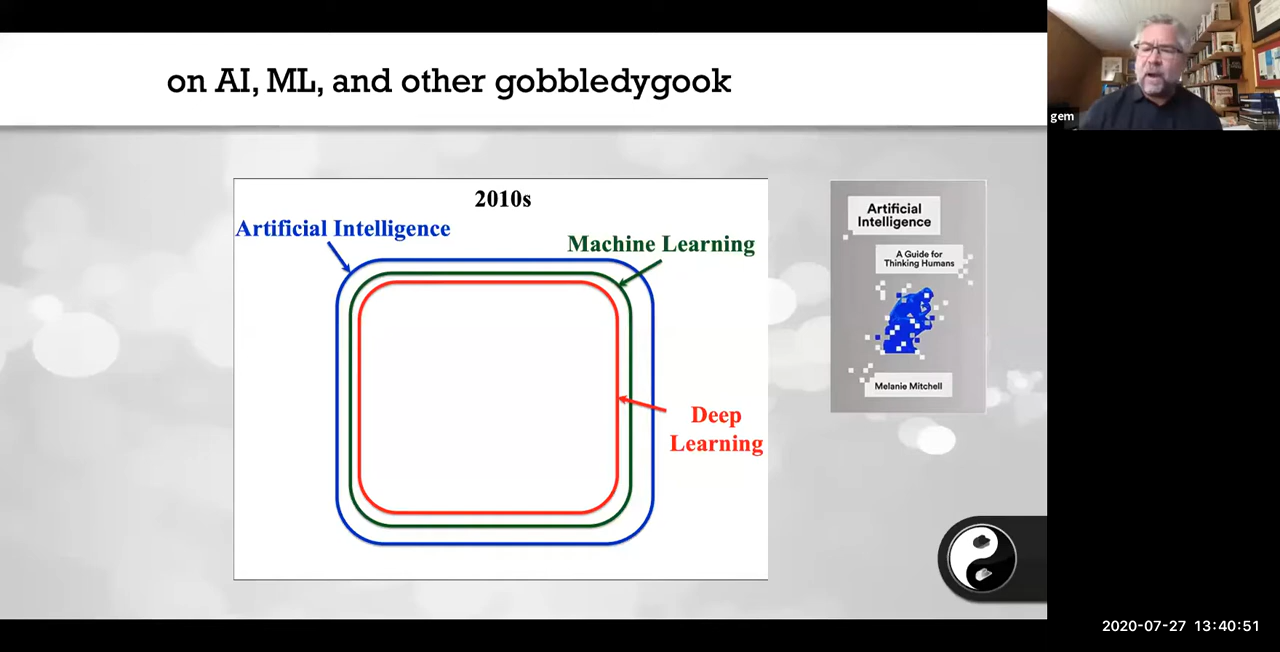 on AI, ML, and other gobbledygook
gem
2010s
Artificial Intelligence
Machine Learning
Deep
Learning
Artificial
Intelligence
A Guide for
Thinking Humans
Melanie Mitchell
2020-07-27 13:40:51